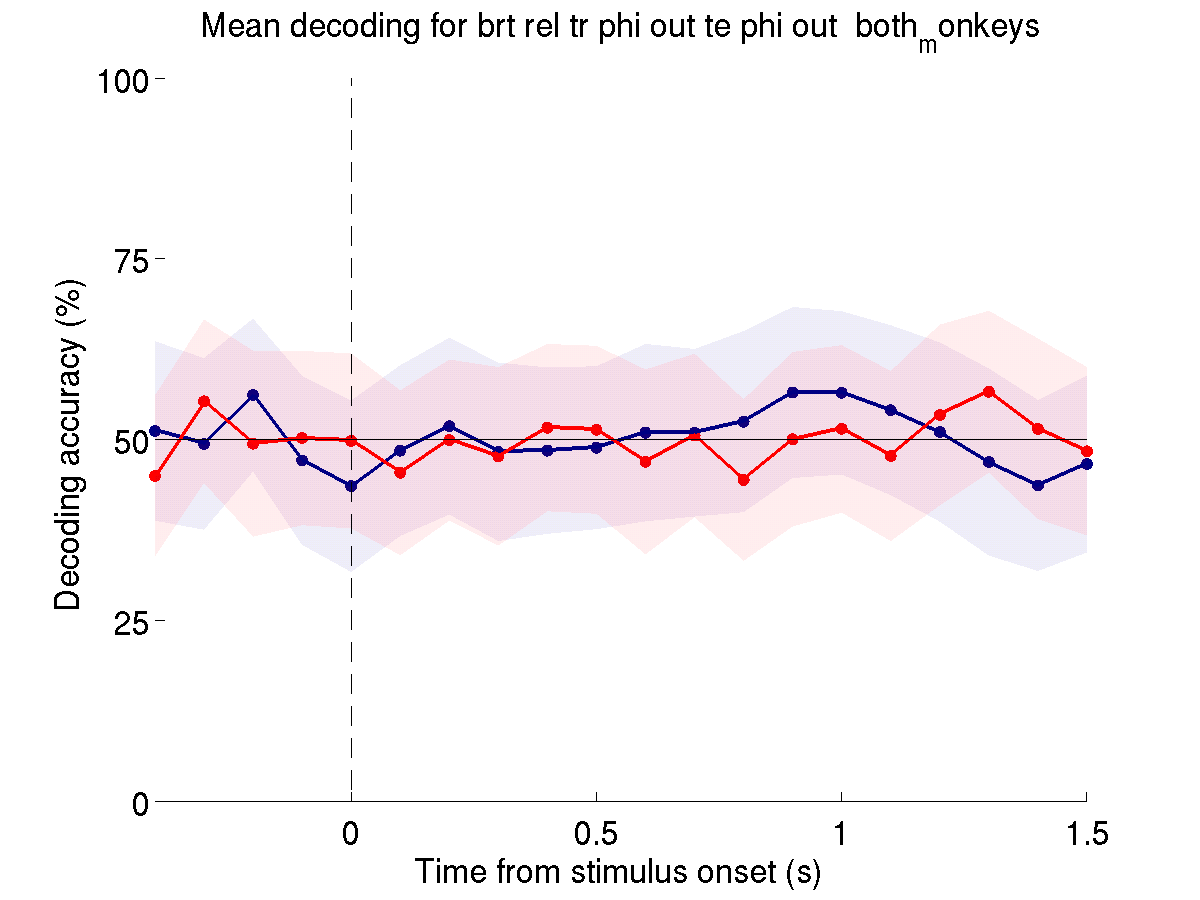 Mean decoding for brt rel tr phi out te phi out both_monkeys
100
75
50
25
0
Decoding accuracy (%)
0 0.5 1 1.5
Time from stimulus onset (s)